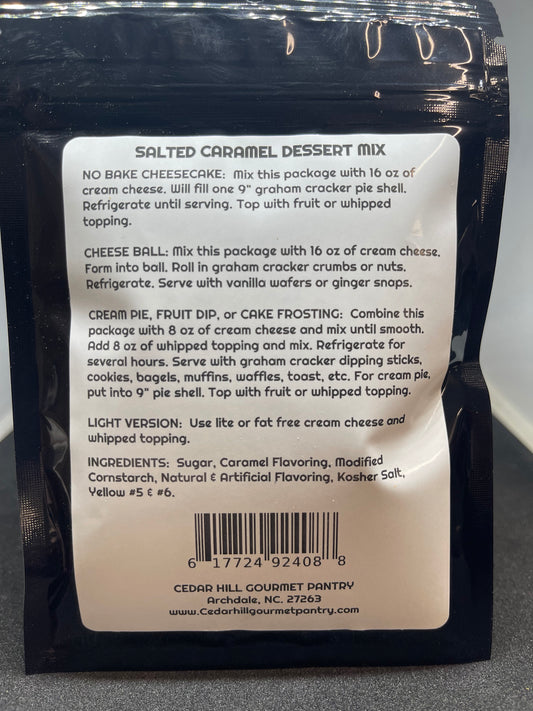 SALTED CARAMEL DESSERT MIX
NO BAKE CHEESECAKE: Mix this package with 16 oz of
cream cheese. Will fill one 9" graham cracker pie shell.
Refrigerate until serving. Top with fruit or whipped
topping.
CHEESE BALL: Mix this package with 16 oz of cream cheese.
Form into ball. Roll in graham cracker crumbs or nuts.
Refrigerate. Serve with vanilla wafers or ginger snaps.
CREAM PIE, FRUIT DIP, or CAKE FROSTING: Combine this
package with 8 oz of cream cheese and mix until smooth.
Add 8 oz of whipped topping and mix. Refrigerate for
several hours. Serve with graham cracker dipping sticks,
cookies, bagels, muffins, waffles, toast, etc. For cream pie,
put into 9" pie shell. Top with fruit or whipped topping.
LIGHT VERSION: Use lite or fat free cream cheese and
whipped topping.
INGREDIENTS: Sugar, Caramel Flavoring, Modified
Cornstarch, Natural & Artificial Flavoring, Kosher Salt,
Yellow #5 & #6.
6 17724 92408 8
CEDAR HILL GOURMET PANTRY
Archdale, NC. 27263
www.Cedarhillgourmetpantry.com